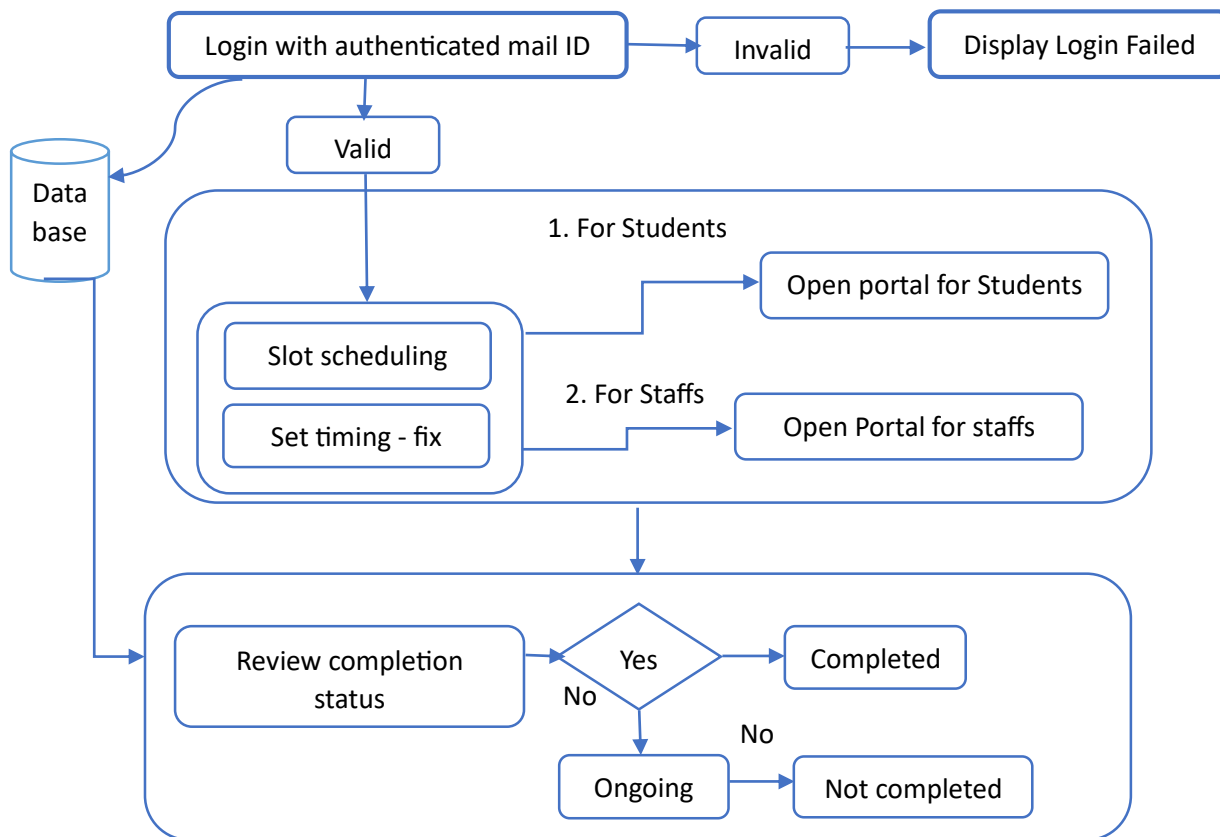 Login with authenticated mail ID
Invalid
Display Login Failed
Valid
Data
base
1. For Students
Open portal for Students
Slot scheduling
2. For Staffs
Set timing - fix
Open Portal for staffs
Review completion
status
Yes
Completed
No
No
Ongoing
Not completed